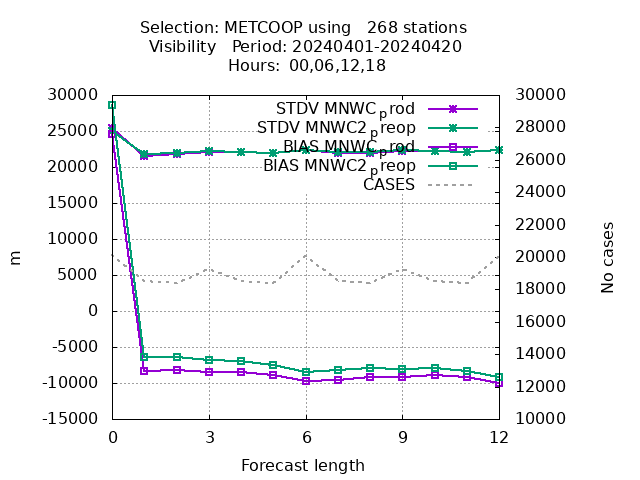 Selection: METCOOP using   268 stations
Visibility   Period: 20240401-20240420
Hours:  00,06,12,18
30000
25000
20000
15000
10000
5000
0
-5000
-10000
-15000
m
STDV MNWC_prod
STDV MNWC2_preop
BIAS MNWC_prod
BIAS MNWC2_preop
CASES
30000
28000
26000
24000
22000
20000
18000
16000
14000
12000
10000
No cases
0 3 6 9 12
Forecast length